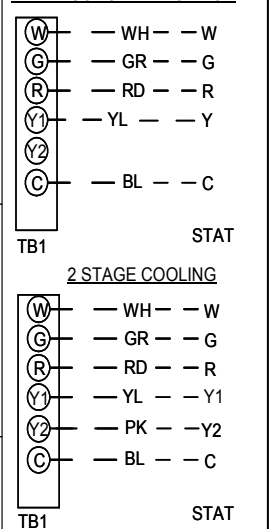 W — WH — — W
G — GR — — G
R — RD — — R
Y1 — YL — — Y
Y2
C — BL — — C
TB1 STAT
2 STAGE COOLING
W — WH — — W
G — GR — — G
R — RD — — R
Y1 — YL — — Y1
Y2 — PK — — Y2
C — BL — — C
TB1 STAT